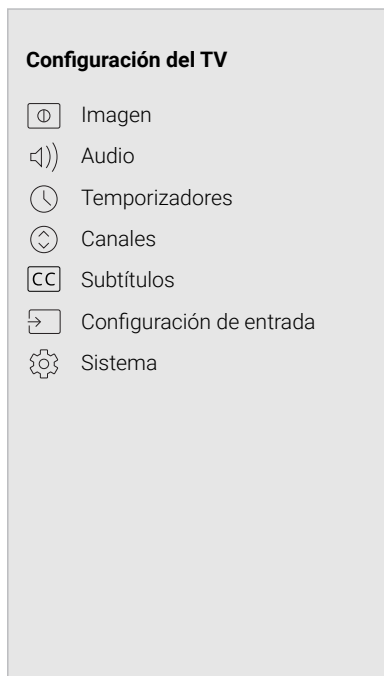 Configuración del TV
Imagen
Audio
Temporizadores
Canales
CC Subtítulos
Configuración de entrada
Sistema